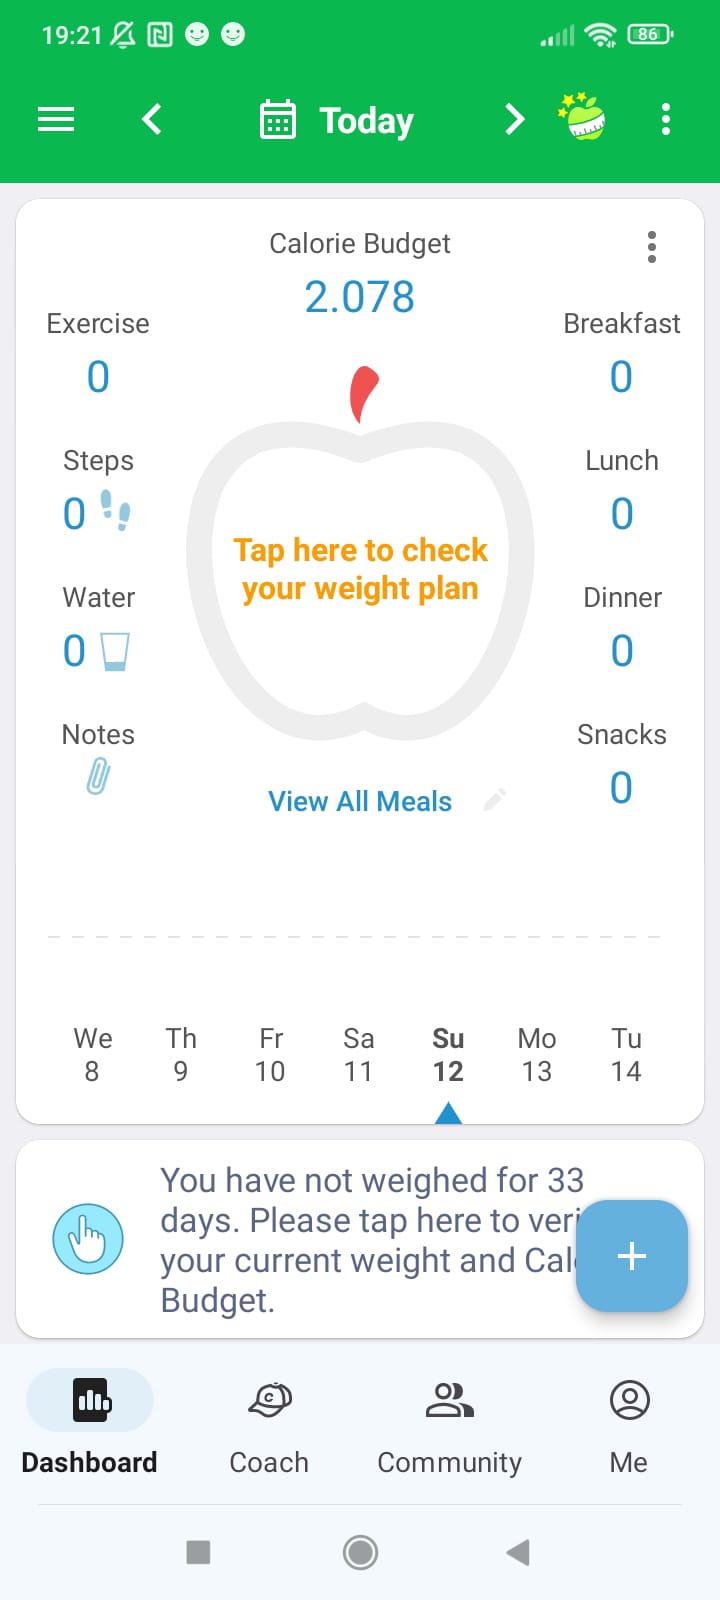 19:21
86
Today
Calorie Budget
2.078
Exercise
0
Breakfast
0
Steps
0
Lunch
0
Tap here to check
your weight plan
Water
0
Dinner
0
Notes
Snacks
0
View All Meals
We Th Fr Sa Su Mo Tu
8 9 10 11 12 13 14
You have not weighed for 33
days. Please tap here to veri
your current weight and Cal
Budget.
+
C
Dashboard Coach Community Me